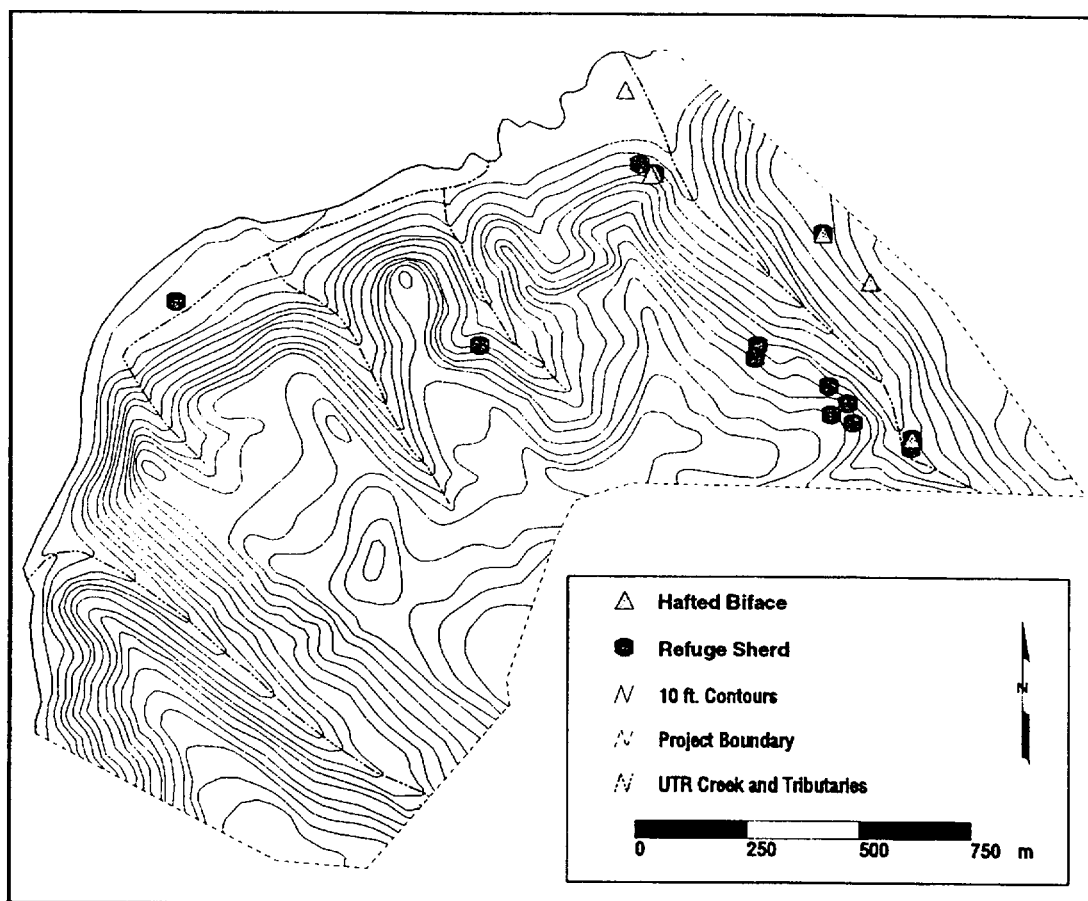 Hafted Biface
Refuge Sherd
10 ft. Contours
Project Boundary
UTR Creek and Tributaries
N
0 250 500 750 m